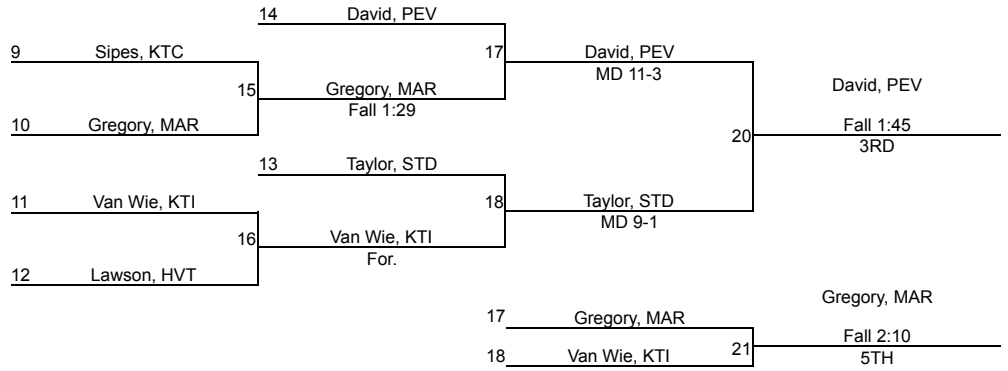 14 David, PEV
9 Sipes, KTC
17 David, PEV
MD 11-3
15 Gregory, MAR
Fall 1:29
David, PEV
10 Gregory, MAR
20 Fall 1:45
3RD
13 Taylor, STD
11 Van Wie, KTI
18 Taylor, STD
MD 9-1
16 Van Wie, KTI
For.
12 Lawson, HVT
Gregory, MAR
17 Gregory, MAR
21 Fall 2:10
5TH
18 Van Wie, KTI